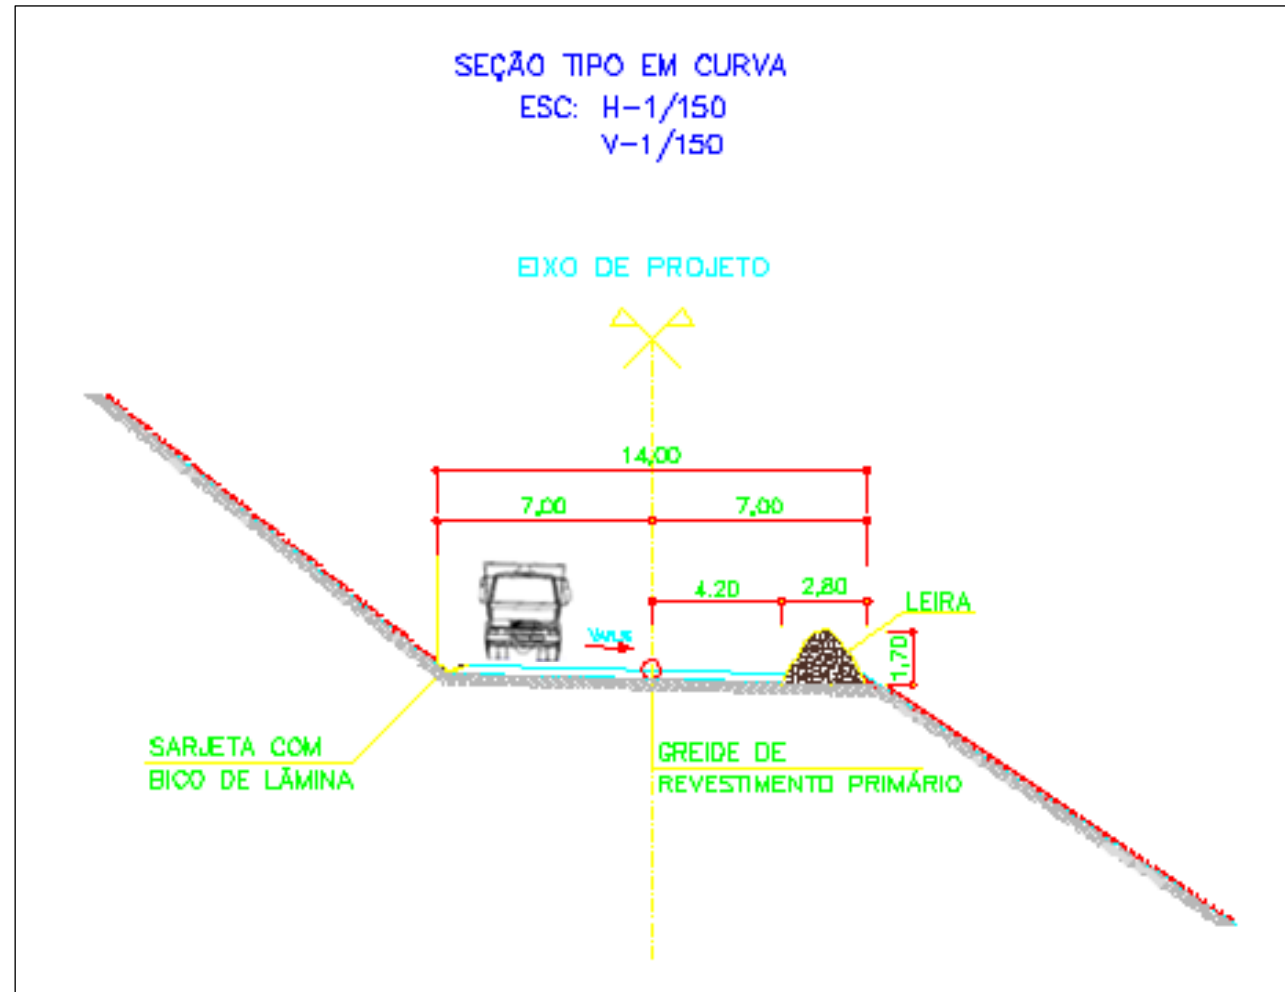 SEÇÃO TIPO EM CURVA
ESC: H-1/150
V-1/150
EIXO DE PROJETO
14,00
7,00
7,00
4.20
2,80
LEIRA
1,70
SARJETA COM
BICO DE LÂMINA
GREIDE DE
REVESTIMENTO PRIMÁRIO